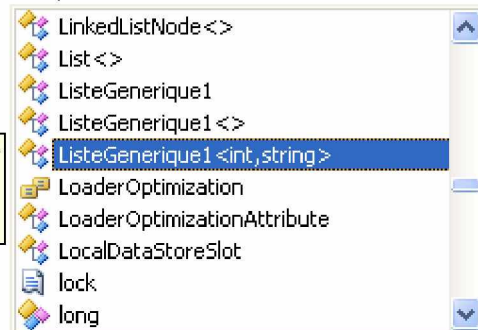 LinkedListNode<>
List<>
ListeGenerique1
ListeGenerique1<>
ListeGenerique1<int,string>
LoaderOptimization
LoaderOptimizationAttribute
LocalDataStoreSlot
lock
long